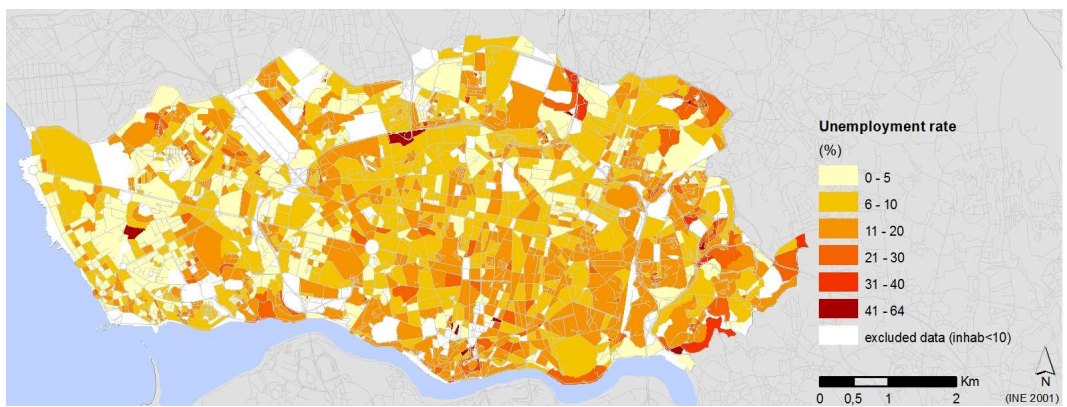 Unemployment rate
(%)
0 - 5
6 - 10
11 - 20
21 - 30
31 - 40
41 - 64
excluded data (inhab<10)
Km
0 0,5 1 2
N
(INE 2001)